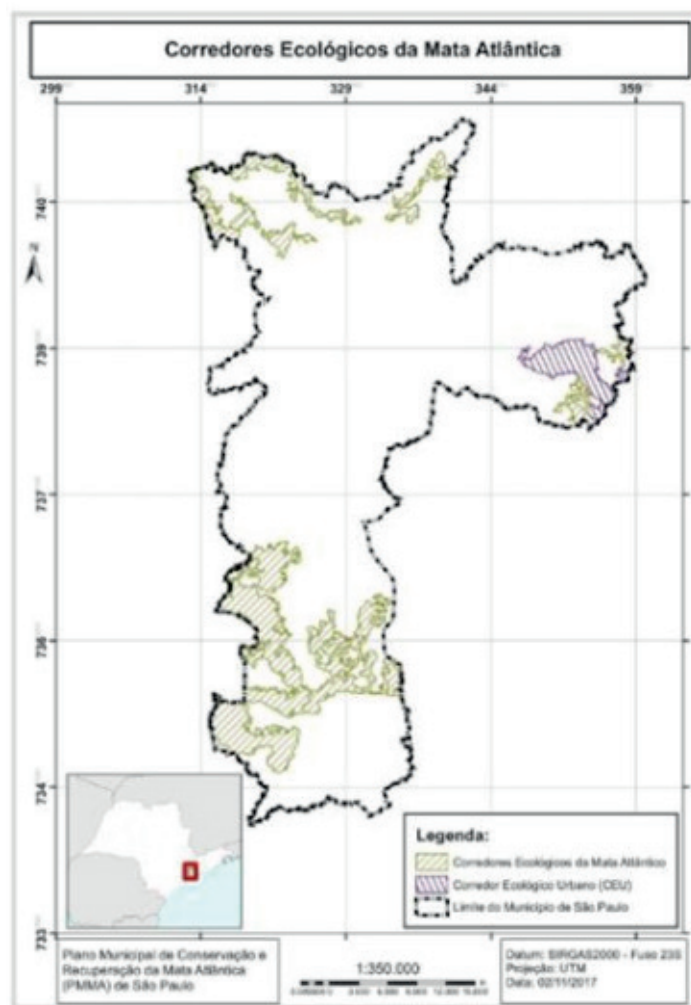 Corredores Ecológicos da Mata Atlântica
299 314 329 344 359
740
739
737
736
734
733
N
Legenda:
Corredores Ecológicos da Mata Atlântico
Corredor Ecológico Urbano (CEU)
Limite do Município de São Paulo
Plano Municipal de Conservação e
Recuperação da Mata Atlântica
(PMMA) de São Paulo
1:350.000
Datum: SIRGAS2000 - Fuso 23S
Projeção: UTM
Data: 02/11/2017